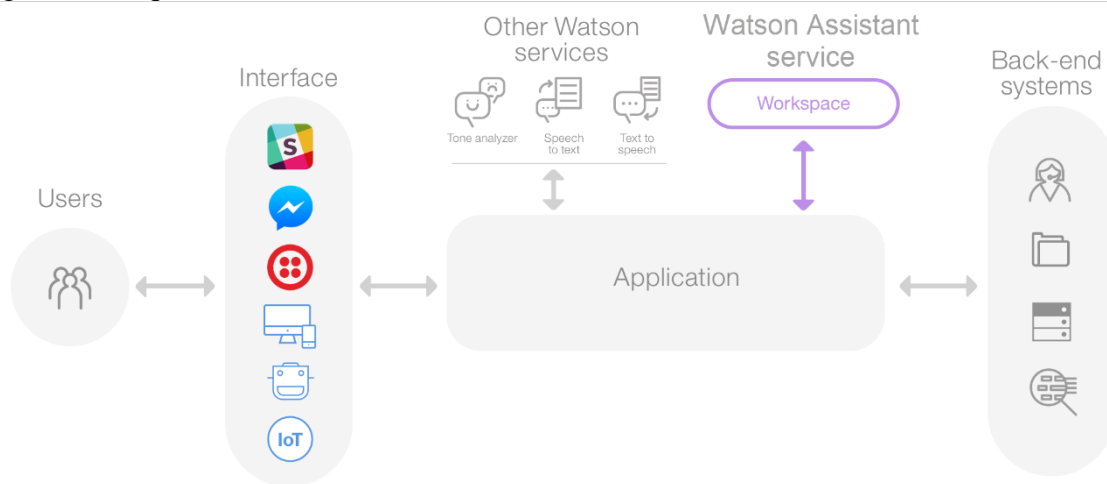 Other Watson
services
Watson Assistant
service
Back-end
systems
Interface
Workspace
Tone analyzer
Speech
to text
Text to
speech
S
Users
Application
IoT